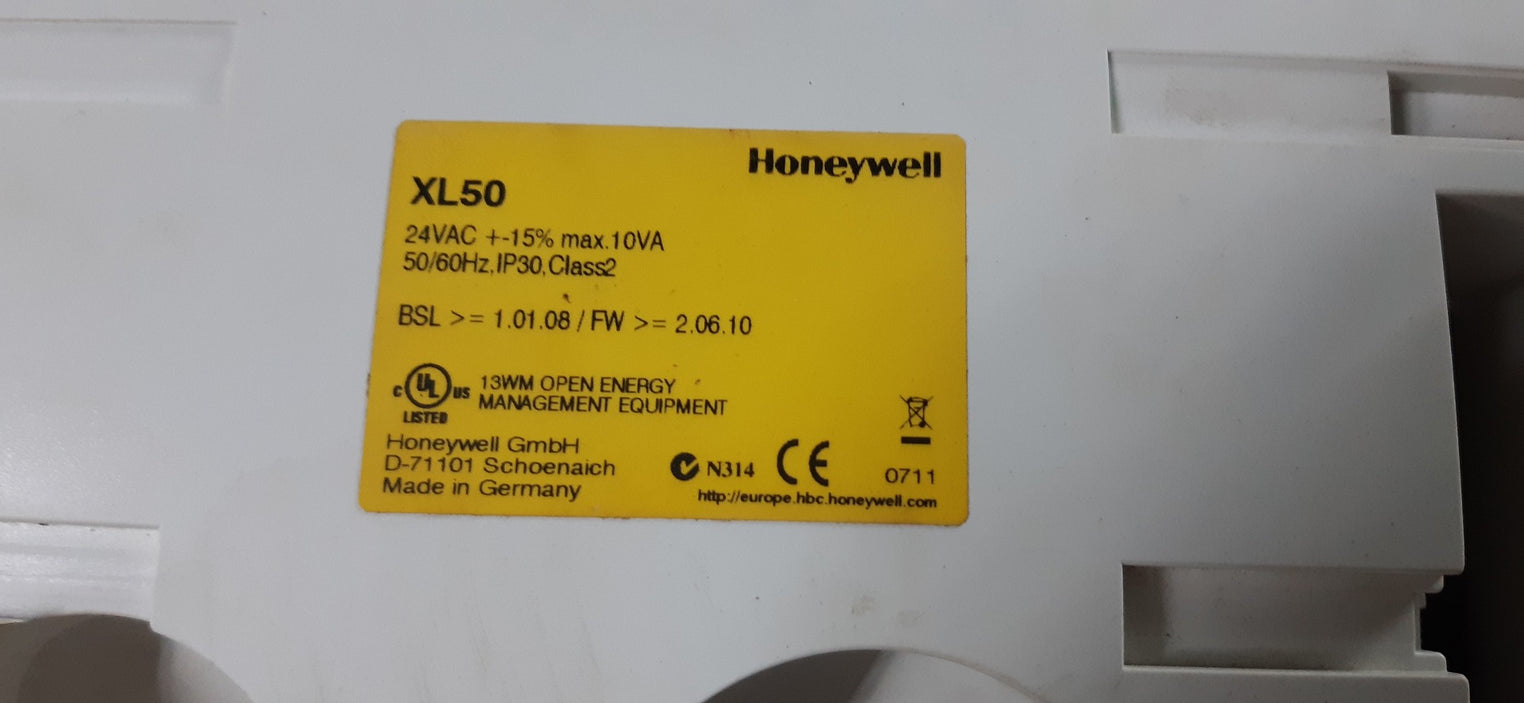 Honeywell
XL50
24VAC +-15% max.10VA
50/60Hz,IP30,Class2
BSL >= 1.01.08 / FW >= 2.06.10
C UL US LISTED
13WM OPEN ENERGY
MANAGEMENT EQUIPMENT
Honeywell GmbH
D-71101 Schoenaich
Made in Germany
N314 CE 0711
http://europe.hbc.honeywell.com